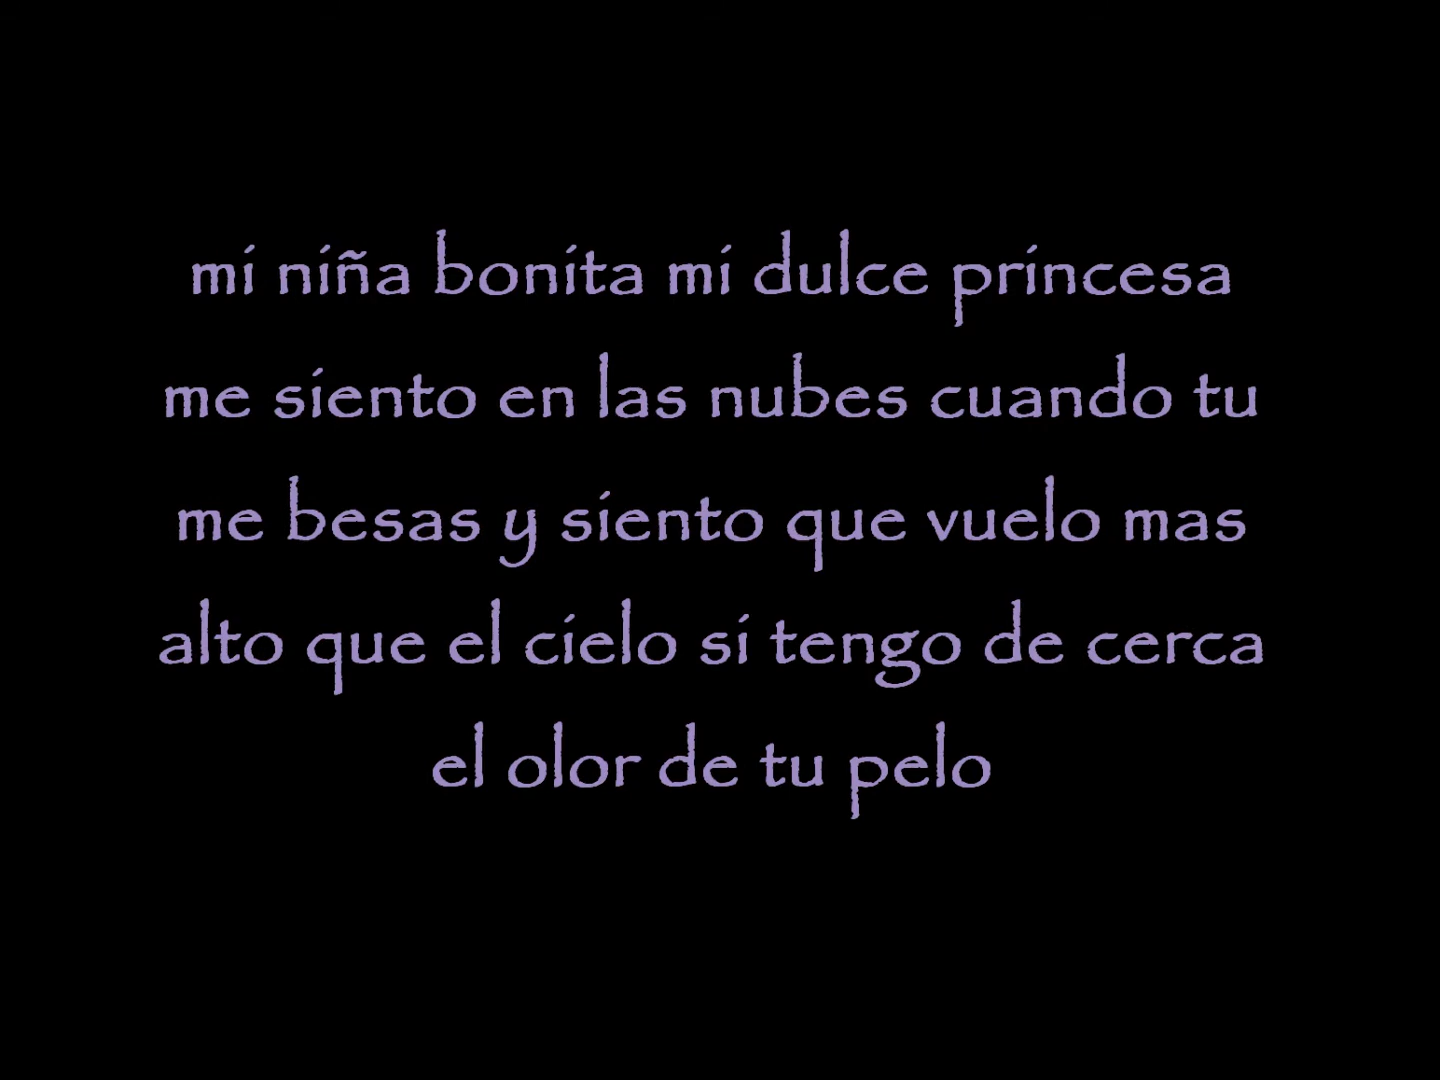 mi niña bonita mi dulce princesa
me siento en las nubes cuando tu
me besas y siento que vuelo mas
alto que el cielo si tengo de cerca
el olor de tu pelo